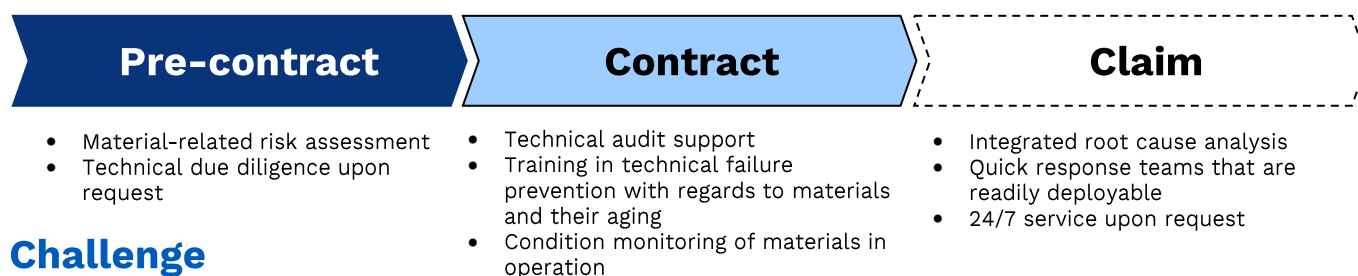 Pre-contract
Contract
Claim
• Material-related risk assessment
• Technical due diligence upon
request
• Technical audit support
• Training in technical failure
prevention with regards to materials
and their aging
• Condition monitoring of materials in
operation
• Integrated root cause analysis
• Quick response teams that are
readily deployable
• 24/7 service upon request
Challenge